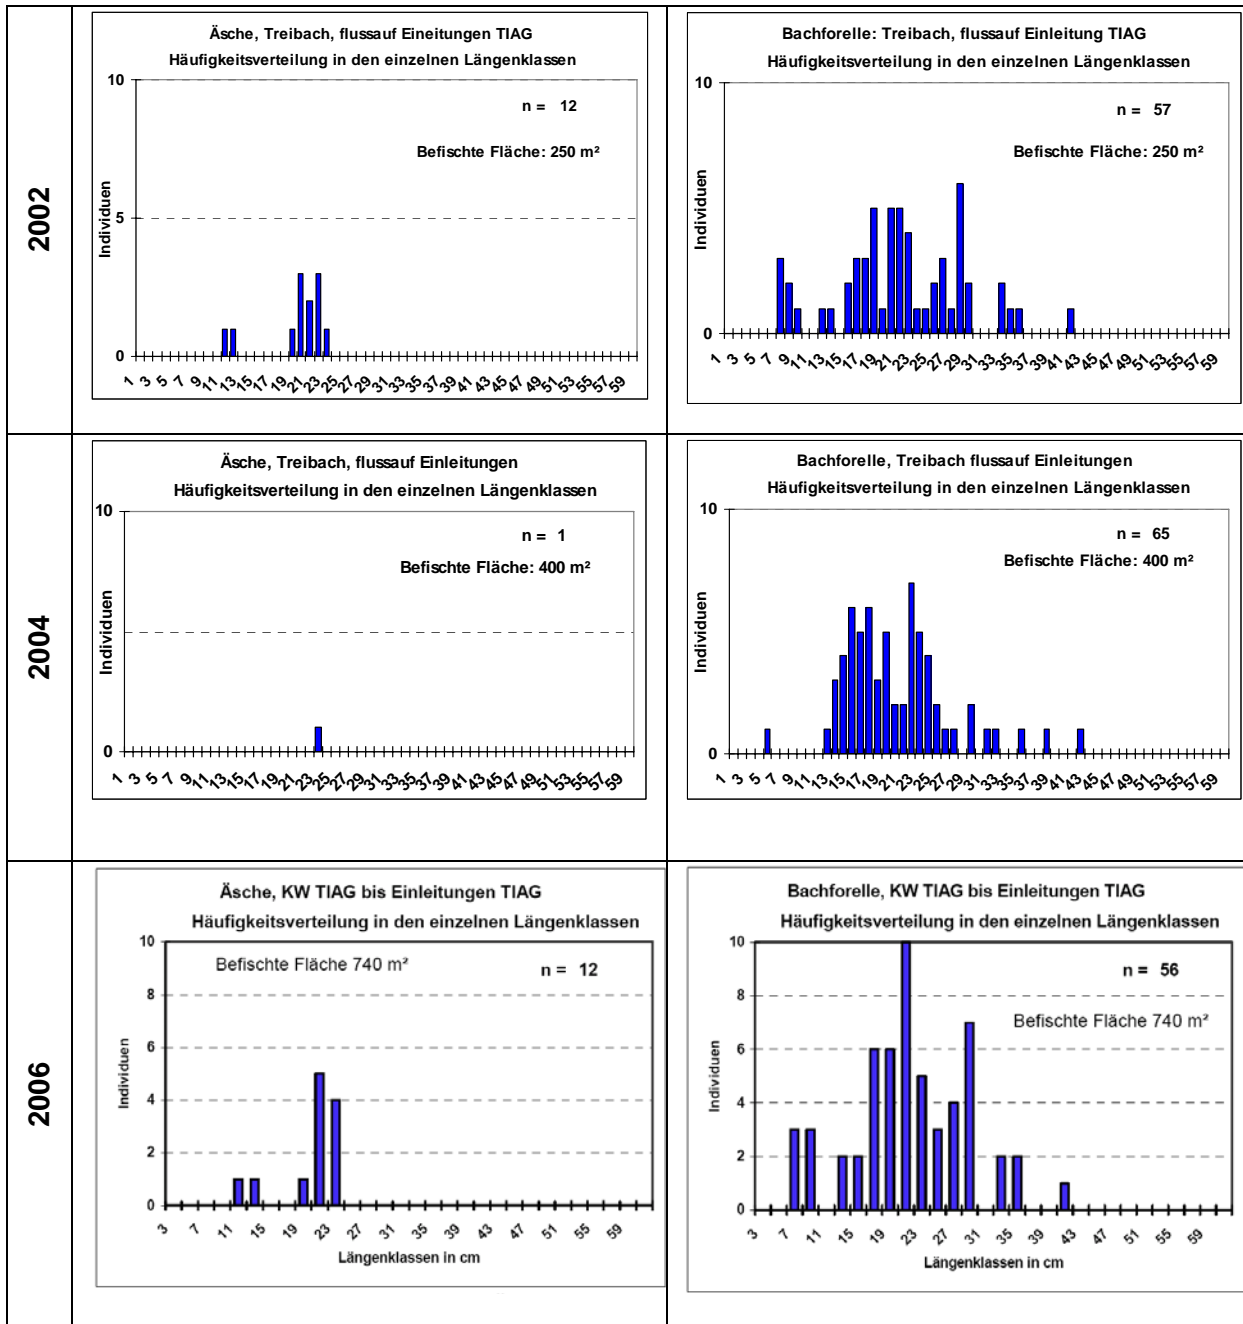 2002
Äsche, Treibach, flussauf Eineitungen TIAG
Häufigkeitsverteilung in den einzelnen Längenklassen
10
n = 12
Befischte Fläche: 250 m²
Individuen
5
0
1 3 5 7 9 11 13 15 17 19 21 23 25 27 29 31 33 35 37 39 41 43 45 47 49 51 53 55 57 59
Bachforelle: Treibach, flussauf Einleitung TIAG
Häufigkeitsverteilung in den einzelnen Längenklassen
10
n = 57
Befischte Fläche: 250 m²
Individuen
0
1 3 5 7 9 11 13 15 17 19 21 23 25 27 29 31 33 35 37 39 41 43 45 47 49 51 53 55 57 59
2004
Äsche, Treibach, flussauf Einleitungen
Häufigkeitsverteilung in den einzelnen Längenklassen
10
n = 1
Befischte Fläche: 400 m²
Individuen
0
1 3 5 7 9 11 13 15 17 19 21 23 25 27 29 31 33 35 37 39 41 43 45 47 49 51 53 55 57 59
Bachforelle, Treibach flussauf Einleitungen
Häufigkeitsverteilung in den einzelnen Längenklassen
10
n = 65
Befischte Fläche: 400 m²
Individuen
0
1 3 5 7 9 11 13 15 17 19 21 23 25 27 29 31 33 35 37 39 41 43 45 47 49 51 53 55 57 59
2006
Äsche, KW TIAG bis Einleitungen TIAG
Häufigkeitsverteilung in den einzelnen Längenklassen
10
Befischte Fläche 740 m²
n = 12
8
6
Individuen
4
2
0
3 7 11 15 19 23 27 31 35 39 43 47 51 55 59
Längenklassen in cm
Bachforelle, KW TIAG bis Einleitungen TIAG
Häufigkeitsverteilung in den einzelnen Längenklassen
10
n = 56
8
Befischte Fläche 740 m²
6
Individuen
4
2
0
3 7 11 15 19 23 27 31 35 39 43 47 51 55 59
Längenklassen in cm